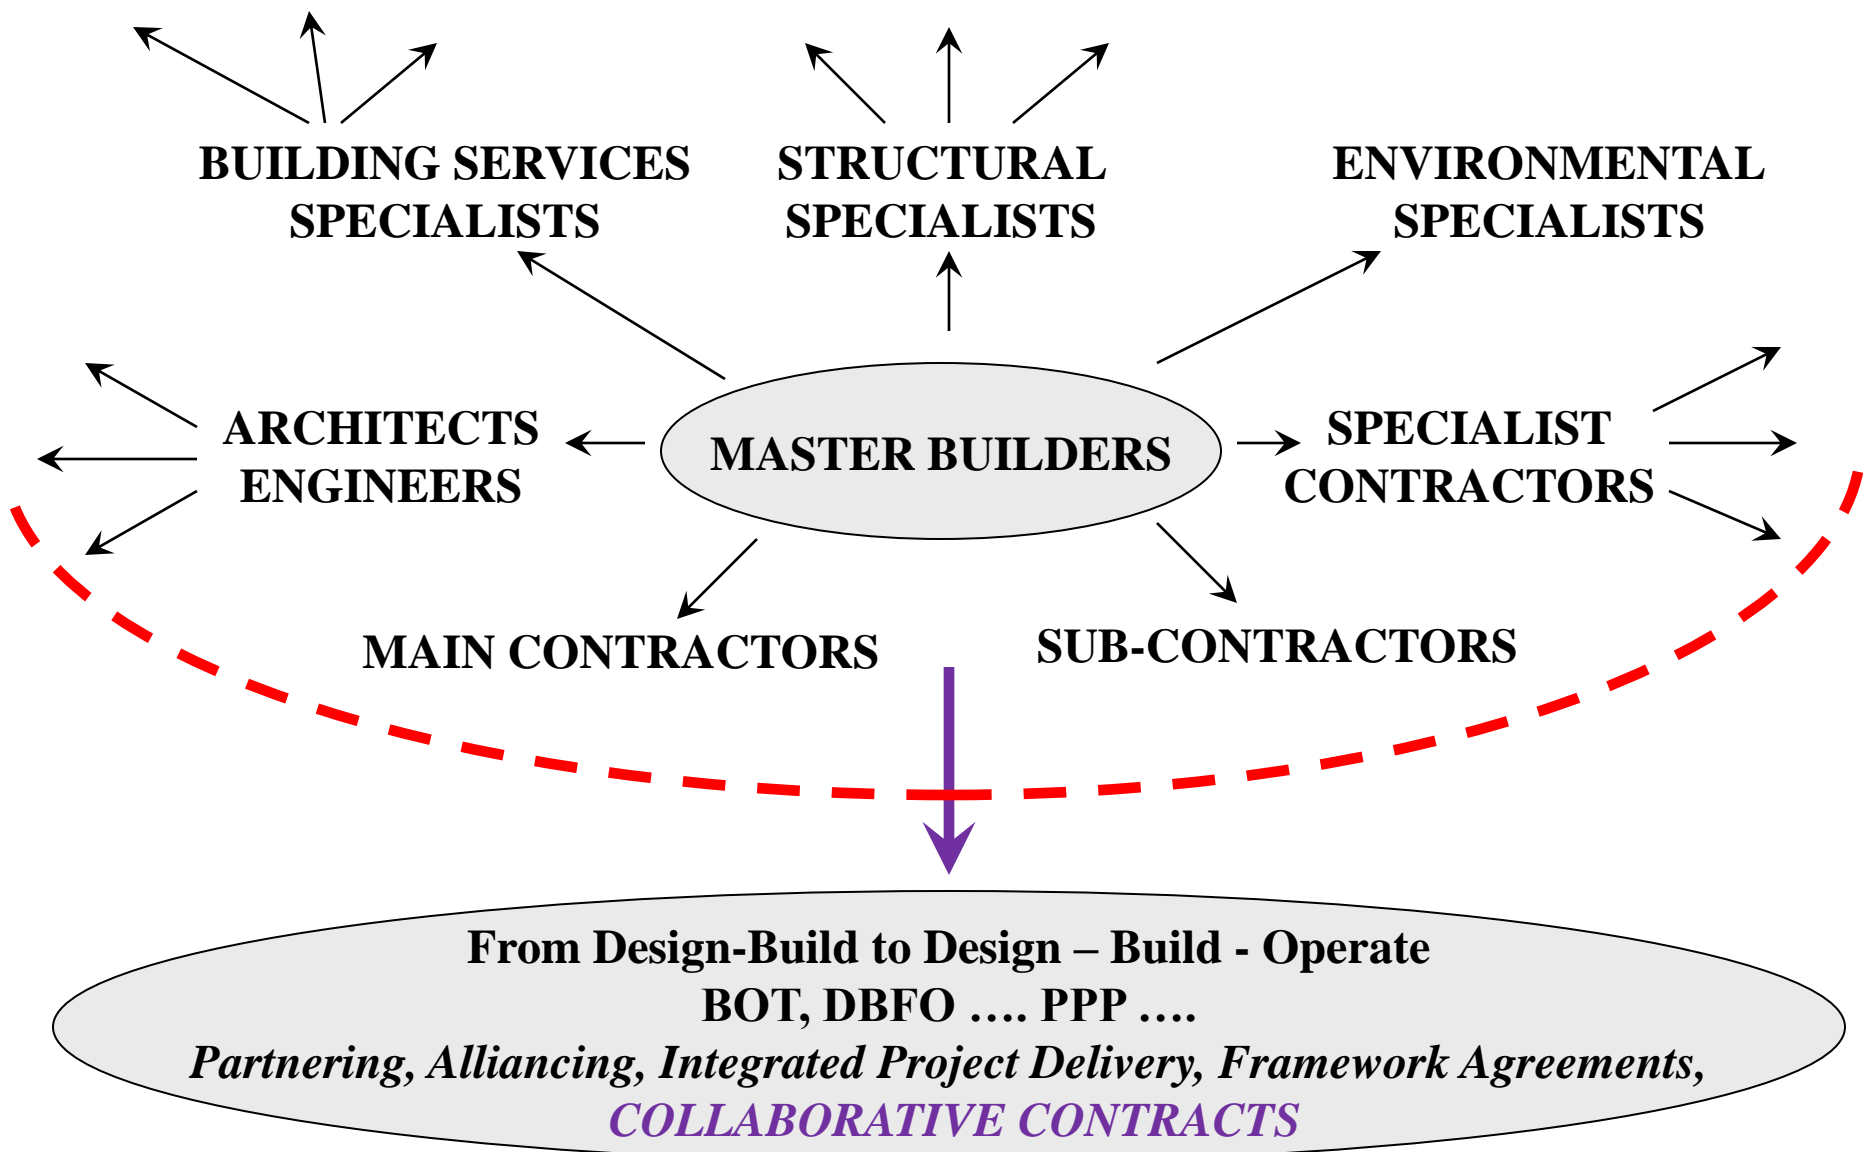 BUILDING SERVICES
SPECIALISTS
STRUCTURAL
SPECIALISTS
ENVIRONMENTAL
SPECIALISTS
ARCHITECTS
ENGINEERS
MASTER BUILDERS
SPECIALIST
CONTRACTORS
MAIN CONTRACTORS
SUB-CONTRACTORS
From Design-Build to Design – Build - Operate
BOT, DBFO …. PPP ….
Partnering, Alliancing, Integrated Project Delivery, Framework Agreements,
COLLABORATIVE CONTRACTS